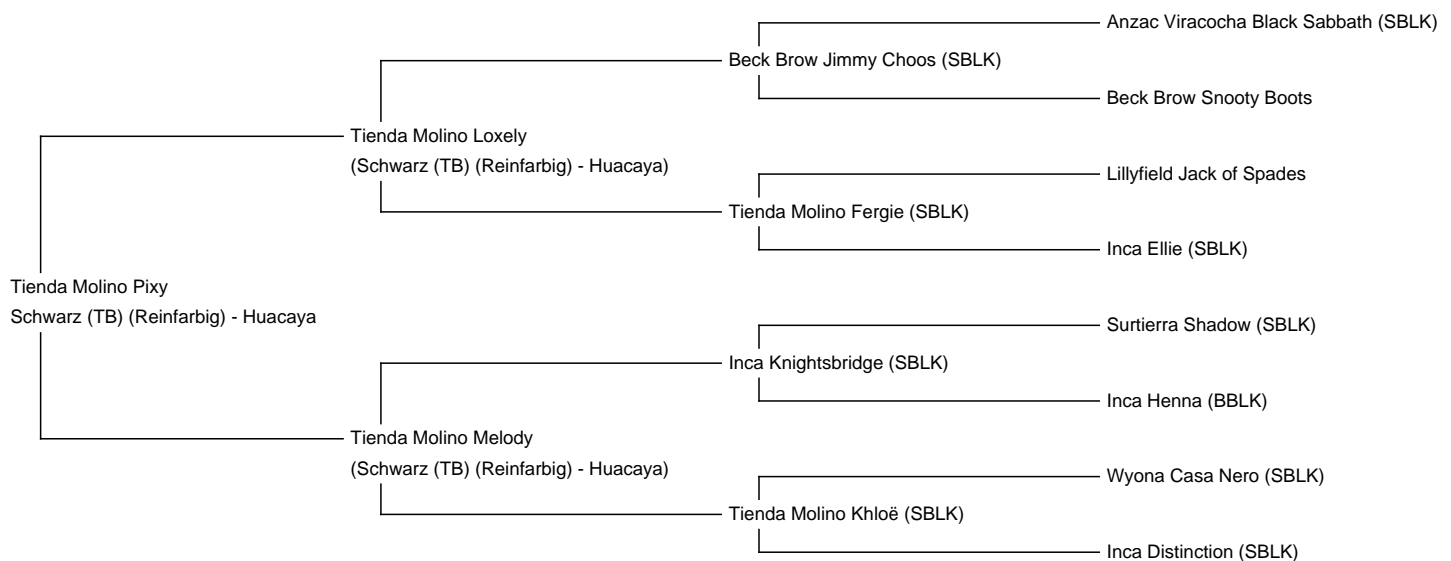 Anzac Viracocha Black Sabbath (SBLK)
Beck Brow Jimmy Choos (SBLK)
Beck Brow Snooty Boots
Tienda Molino Loxely
(Schwarz (TB) (Reinfarbig) - Huacaya)
Lillyfield Jack of Spades
Tienda Molino Fergie (SBLK)
Inca Ellie (SBLK)
Tienda Molino Pixy
Schwarz (TB) (Reinfarbig) - Huacaya
Surtierra Shadow (SBLK)
Inca Knightsbridge (SBLK)
Inca Henna (BBLK)
Tienda Molino Melody
(Schwarz (TB) (Reinfarbig) - Huacaya)
Wyona Casa Nero (SBLK)
Tienda Molino Khloë (SBLK)
Inca Distinction (SBLK)